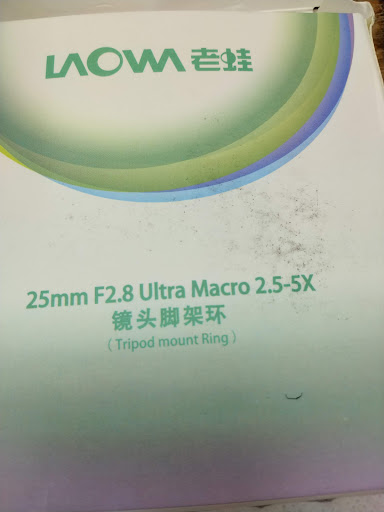 LAOWA 老蛙
25mm F2.8 Ultra Macro 2.5-5X
镜头脚架环
(Tripod mount Ring)